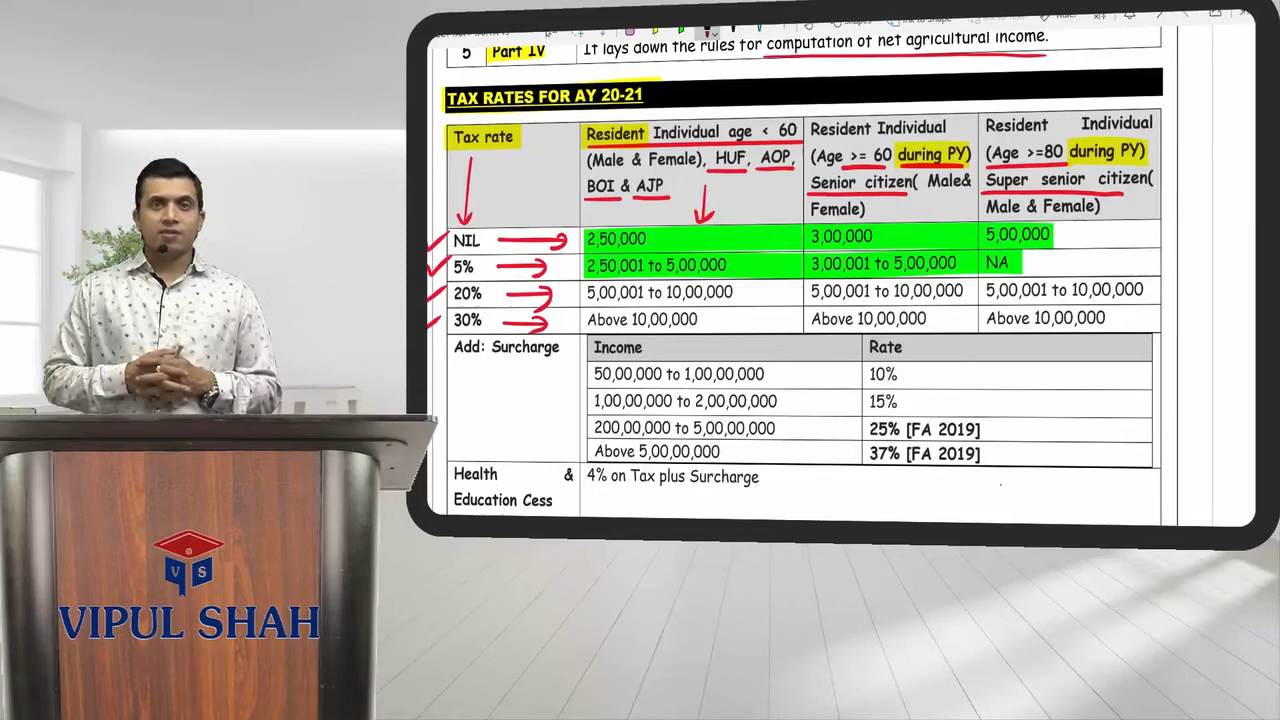 5 Part IV It lays down the rules for computation of net agricultural income.
TAX RATES FOR AY 20-21
Tax rate
Resident Individual age < 60
(Male & Female), HUF, AOP,
BOI & AJP
Resident Individual
(Age >= 60 during PY)
Senior citizen( Male&
Female)
Resident Individual
(Age >=80 during PY)
Super senior citizen(
Male & Female)
NIL 2,50,000 3,00,000 5,00,000
5% 2,50,001 to 5,00,000 3,00,001 to 5,00,000 NA
20% 5,00,001 to 10,00,000 5,00,001 to 10,00,000 5,00,001 to 10,00,000
30% Above 10,00,000 Above 10,00,000 Above 10,00,000
Add: Surcharge Income Rate
50,00,000 to 1,00,00,000 10%
1,00,00,000 to 2,00,00,000 15%
200,00,000 to 5,00,00,000 25% [FA 2019]
Above 5,00,00,000 37% [FA 2019]
Health & 4% on Tax plus Surcharge
Education Cess
V S
VIPUL SHAH